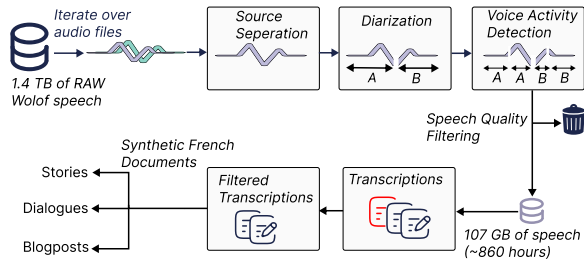 Iterate over
audio files
1.4 TB of RAW
Wolof speech
Source
Seperation
Diarization
A
B
Voice Activity
Detection
A
A
B
B
Speech Quality
Filtering
107 GB of speech
(~860 hours)
Transcriptions
Filtered
Transcriptions
Synthetic French
Documents
Stories
Dialogues
Blogposts